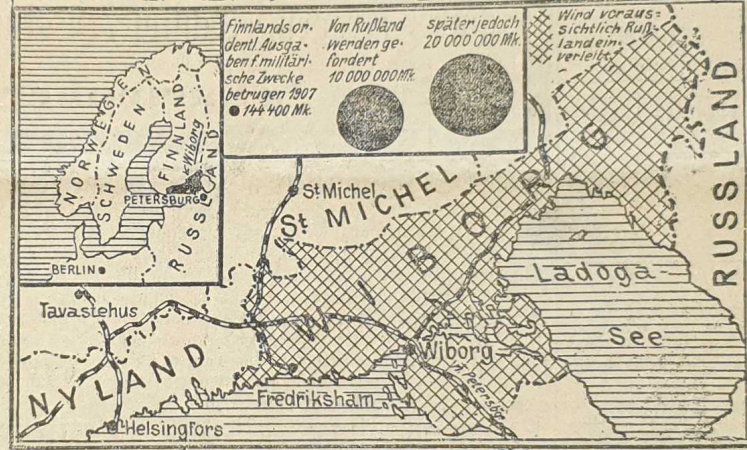 Finnlands or-
dentl. Ausga-
ben f. militäri-
sche Zwecke
betrugen 1907
144 400 Mk.
Von Rußland
werden ge-
fordert
10 000 000 Mk.
später jedoch
20 000 000 Mk.
Wird voraus-
sichtlich Ruß-
land ein-
verleibt
NORWEGEN
SCHWEDEN
FINNLAND
Wiborg
PETERSBURG
RUSSLAND
BERLIN
St Michel
St MICHEL
WIBORG
RUSSLAND
Ladoga-
See
Tavastehus
NYLAND
Wiborg
n. Petersbg.
Fredriksham
Helsingfors